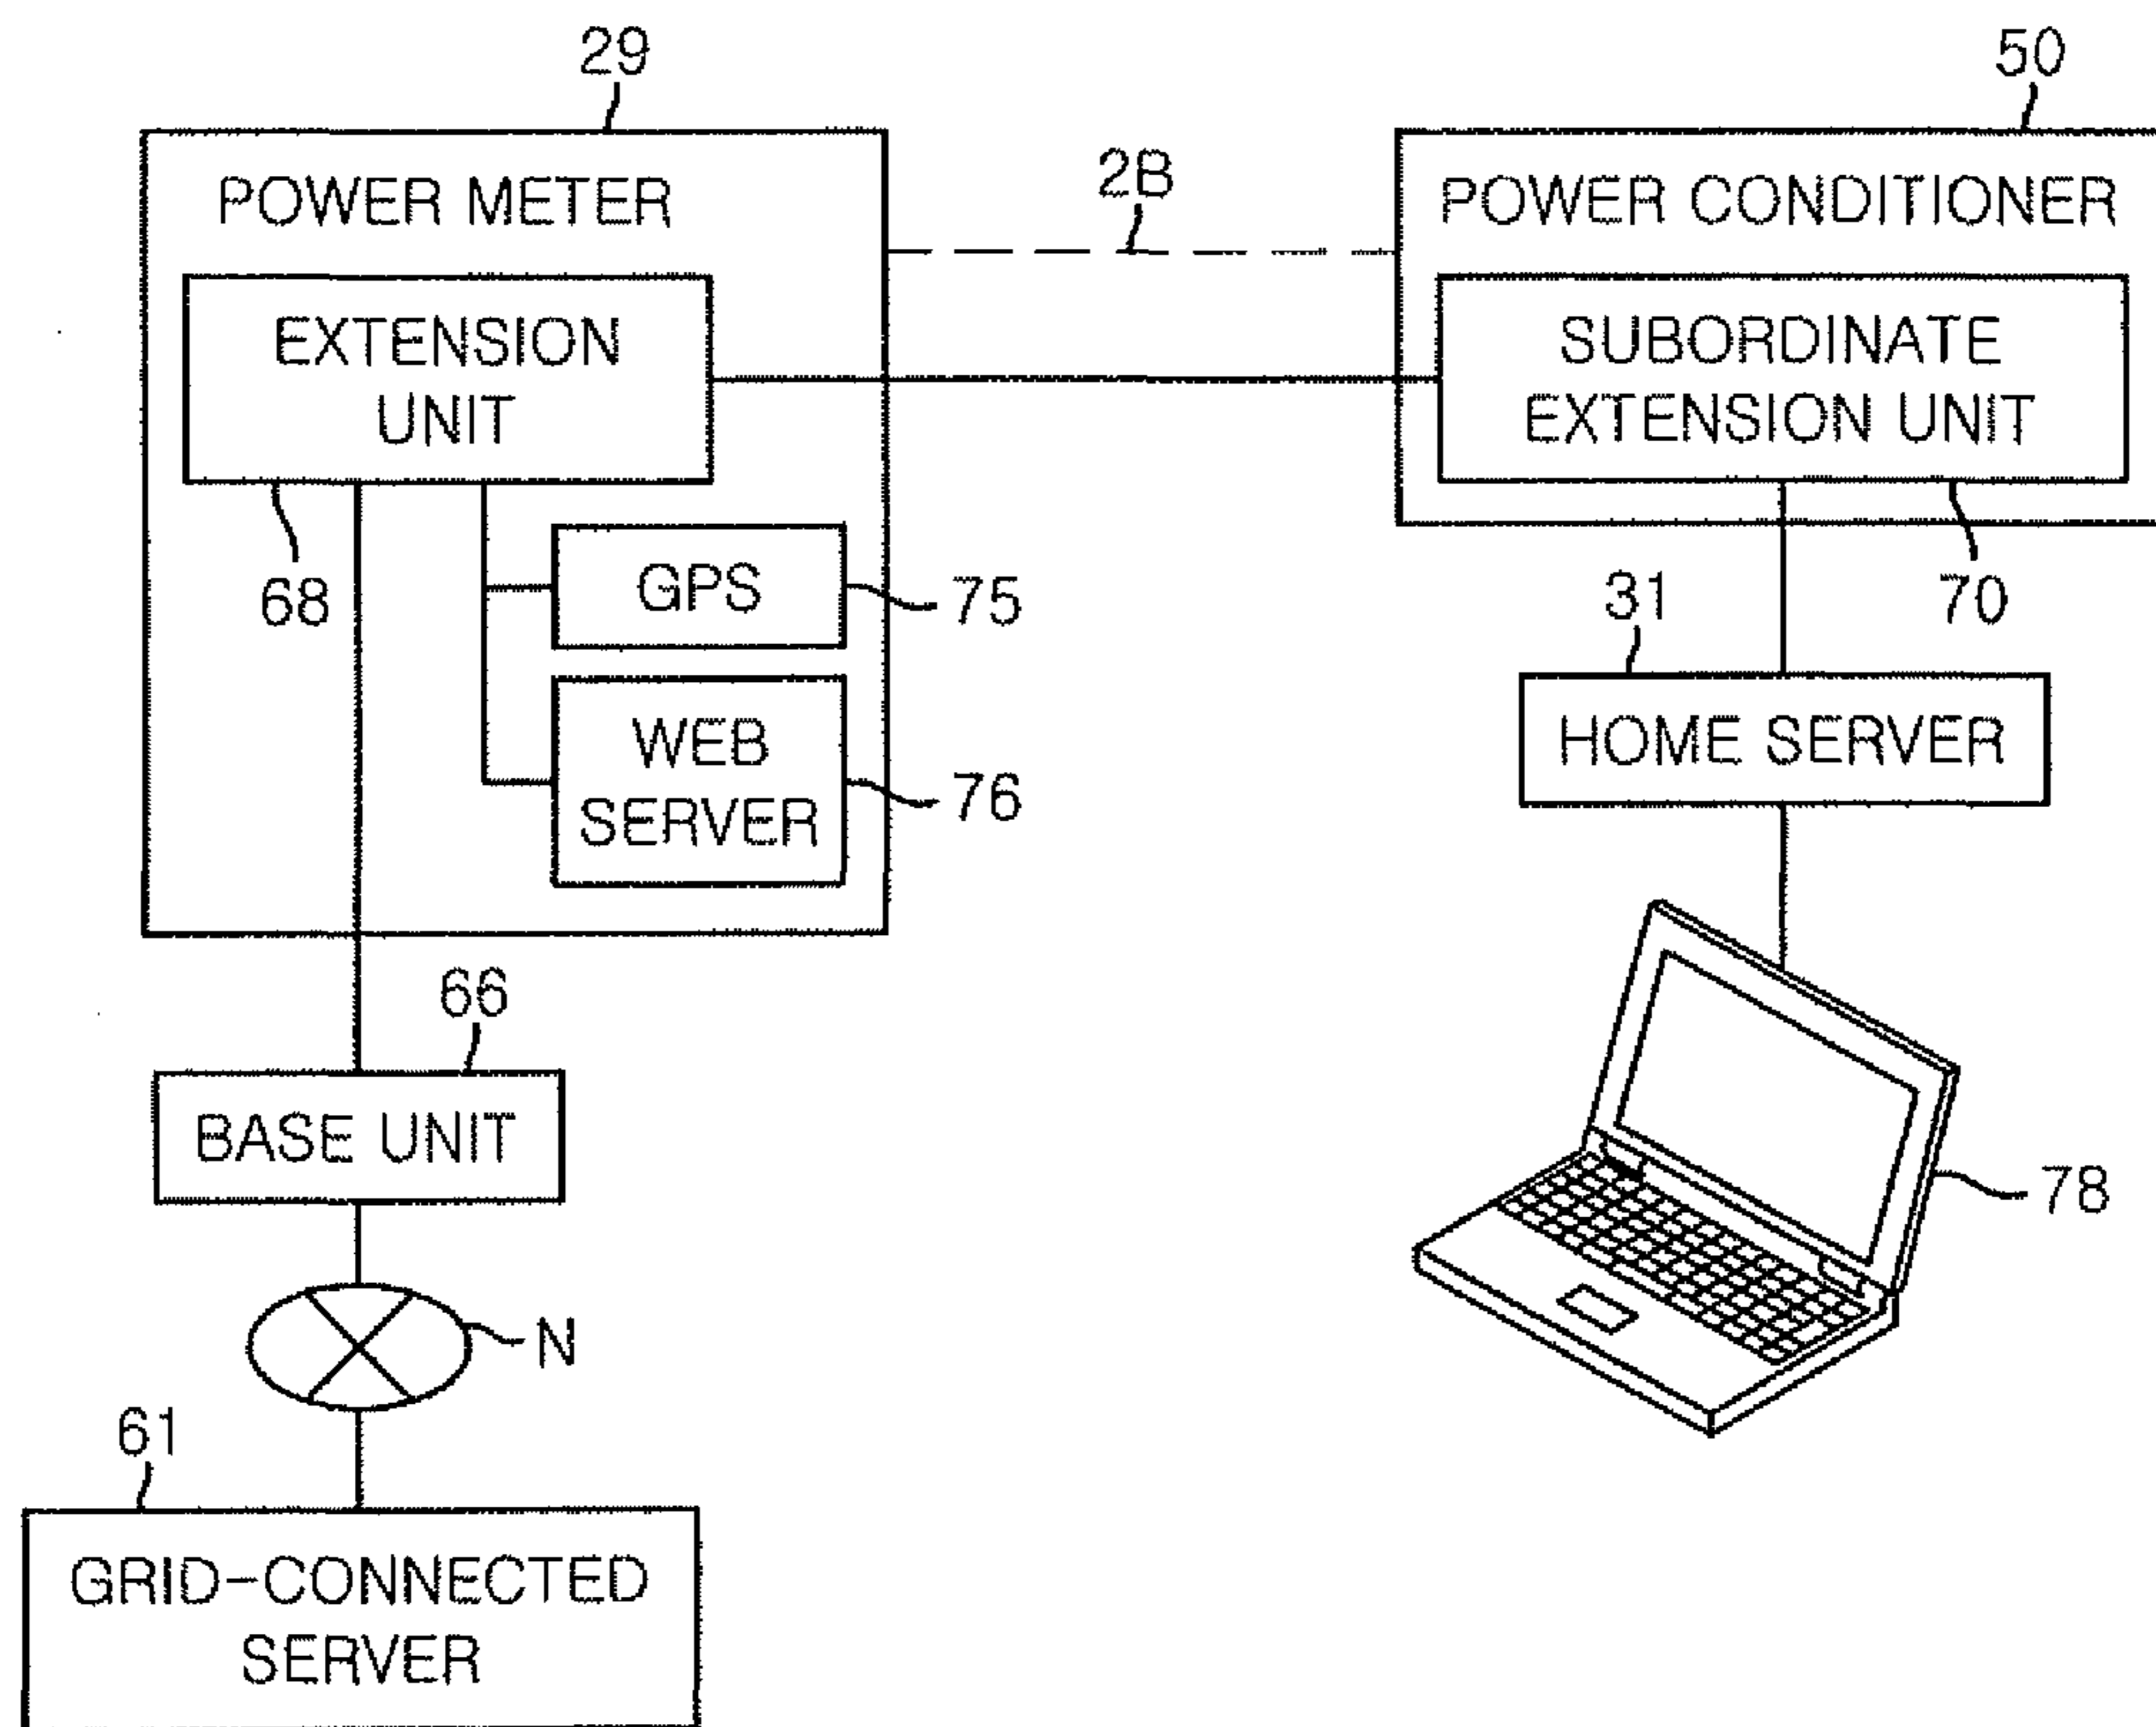 29
50
2B
POWER METER
POWER CONDITIONER
EXTENSION
UNIT
SUBORDINATE
EXTENSION UNIT
68
GPS
75
70
31
WEB
SERVER
76
HOME SERVER
66
BASE UNIT
78
N
61
GRID-CONNECTED
SERVER